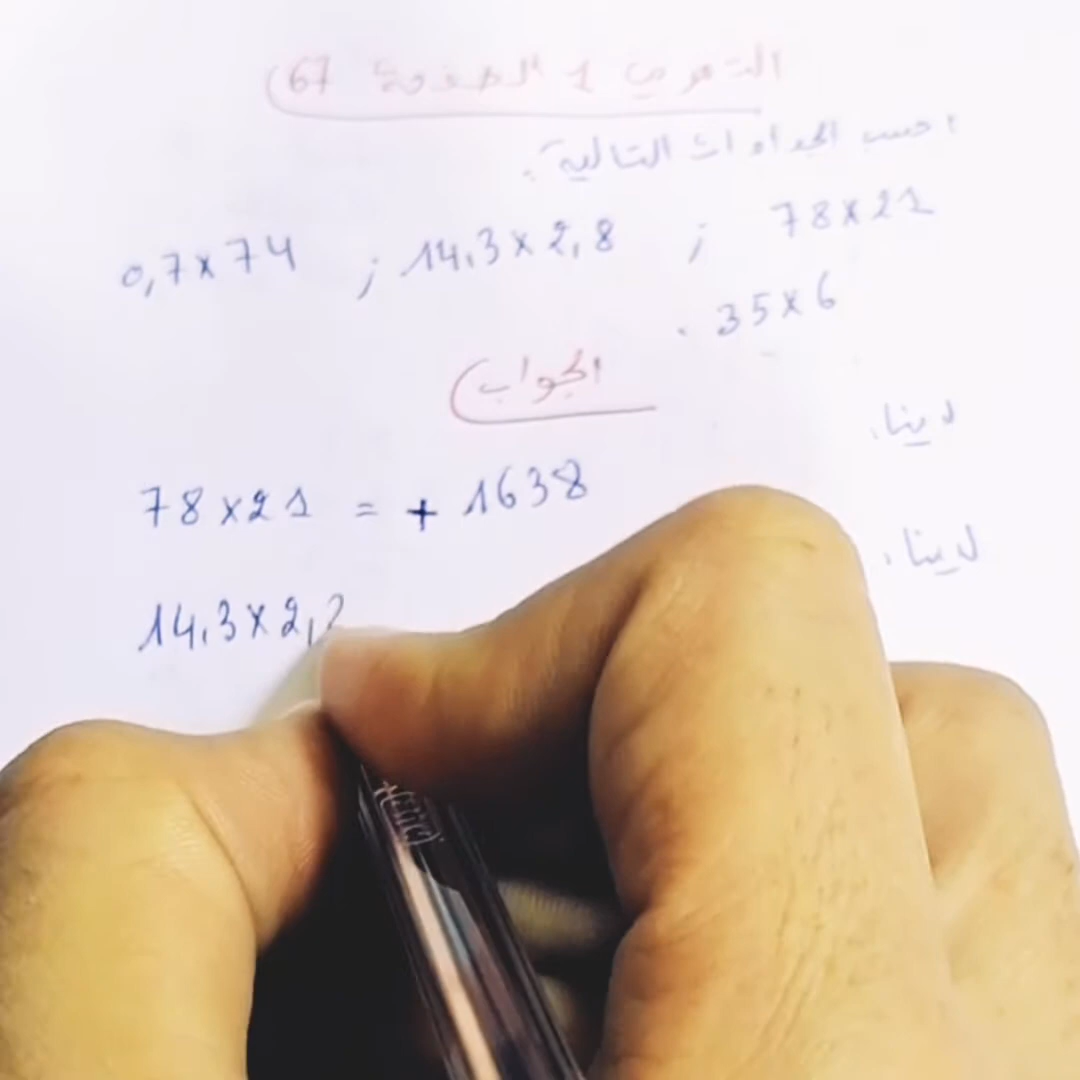 التمرين 1 الصفحة 67
احسب الجداءات التالية.
78x21 ; 14,3x2,8 ; 0,7x74
35x6 .
الجواب
لدينا.
78x21 = + 1638
لدينا.
14,3x2,